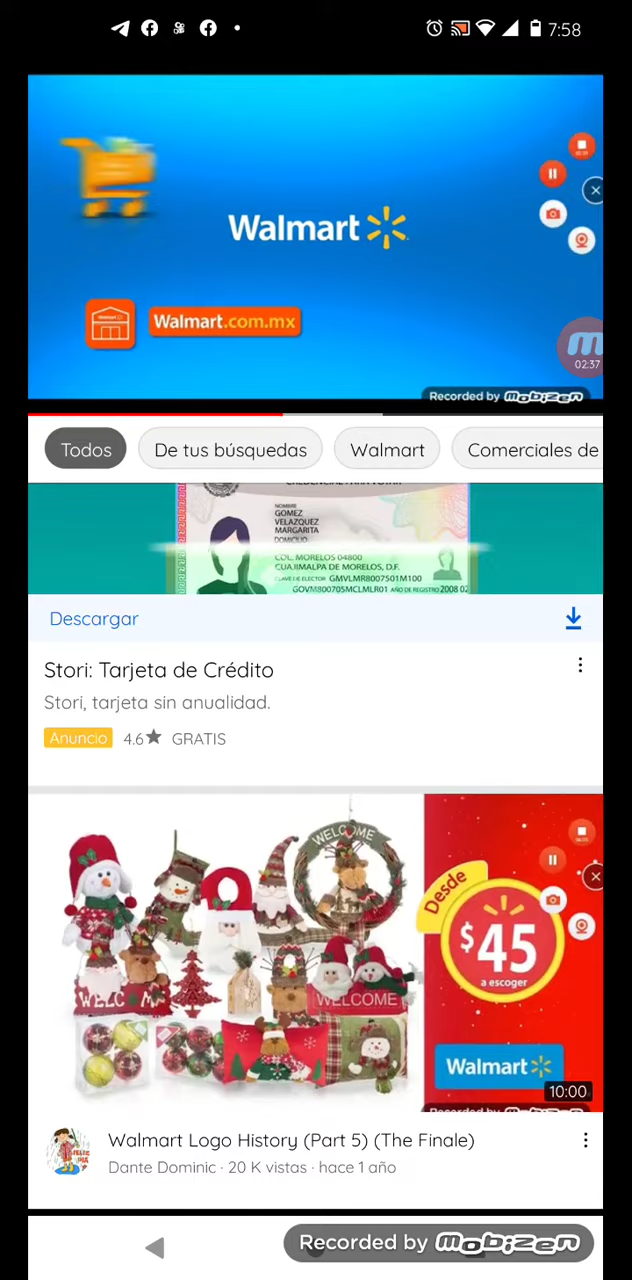 7:58
Walmart
Walmart.com.mx
02:37
Recorded by mobizen
Todos
De tus búsquedas
Walmart
Comerciales de
NOMBRE
GOMEZ
VELAZQUEZ
MARGARITA
DOMICILIO
COL. MORELOS 04800
CUAJIMALPA DE MORELOS, D.F.
CLAVE DE ELECTOR GMVLMR8007501M100
GOVM800705MCLMLR01 AÑO DE REGISTRO 2008 02
Descargar
Stori: Tarjeta de Crédito
Stori, tarjeta sin anualidad.
Anuncio 4.6★ GRATIS
WELCOME
Desde
$45
a escoger
WELCOME
Walmart
10:00
Recorded by mobizen
Walmart Logo History (Part 5) (The Finale)
Dante Dominic · 20 K vistas · hace 1 año
Recorded by mobizen